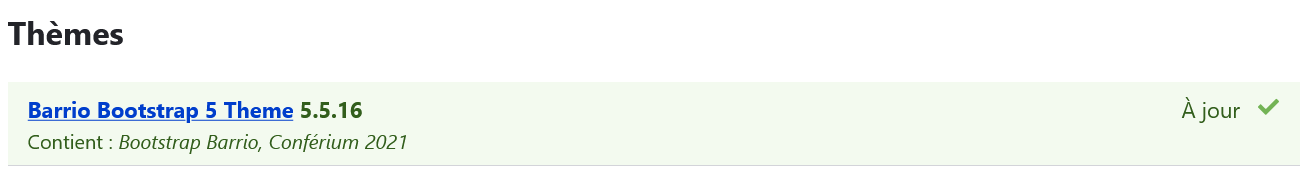 Thèmes
Barrio Bootstrap 5 Theme 5.5.16
À jour
Contient : Bootstrap Barrio, Conférium 2021